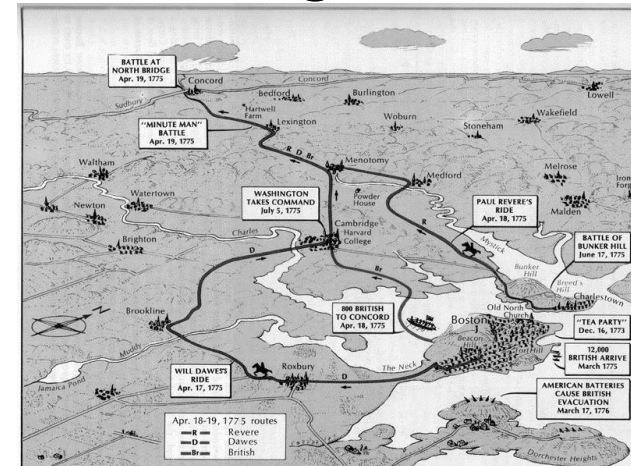 BATTLE AT
NORTH BRIDGE
Apr. 19, 1775
Concord
Concord
Sudbury
Bedford
Burlington
Lowell
Hartwell
Farm
Lexington
"MINUTE MAN"
BATTLE
Apr. 19, 1775
Woburn
Stoneham
Wakefield
R D Br
Menotomy
Waltham
Medford
Melrose
Iron
Malden
Powder
House
WASHINGTON
TAKES COMMAND
July 5, 1775
PAUL REVERE'S
RIDE
Apr. 18, 1775
Watertown
Newton
Brighton
Charles
Cambridge
Harvard
College
R
Mystick
BATTLE OF
BUNKER HILL
June 17, 1775
D
Br
Bunker
Hill
Breed's
Hill
Charlestown
800 BRITISH
TO CONCORD
Apr. 18, 1775
Old North
Church
Boston
"TEA PARTY"
Dec. 16, 1773
Brookline
Beacon
Hill
Fort Hill
12,000
BRITISH ARRIVE
March 1775
Muddy
Jamaica Pond
WILL DAWES'S
RIDE
Apr. 17, 1775
Roxbury
The Neck
D
AMERICAN BATTERIES
CAUSE BRITISH
EVACUATION
March 17, 1776
Apr. 18-19, 1775 routes
R Revere
D Dawes
Br British
Dorchester Heights